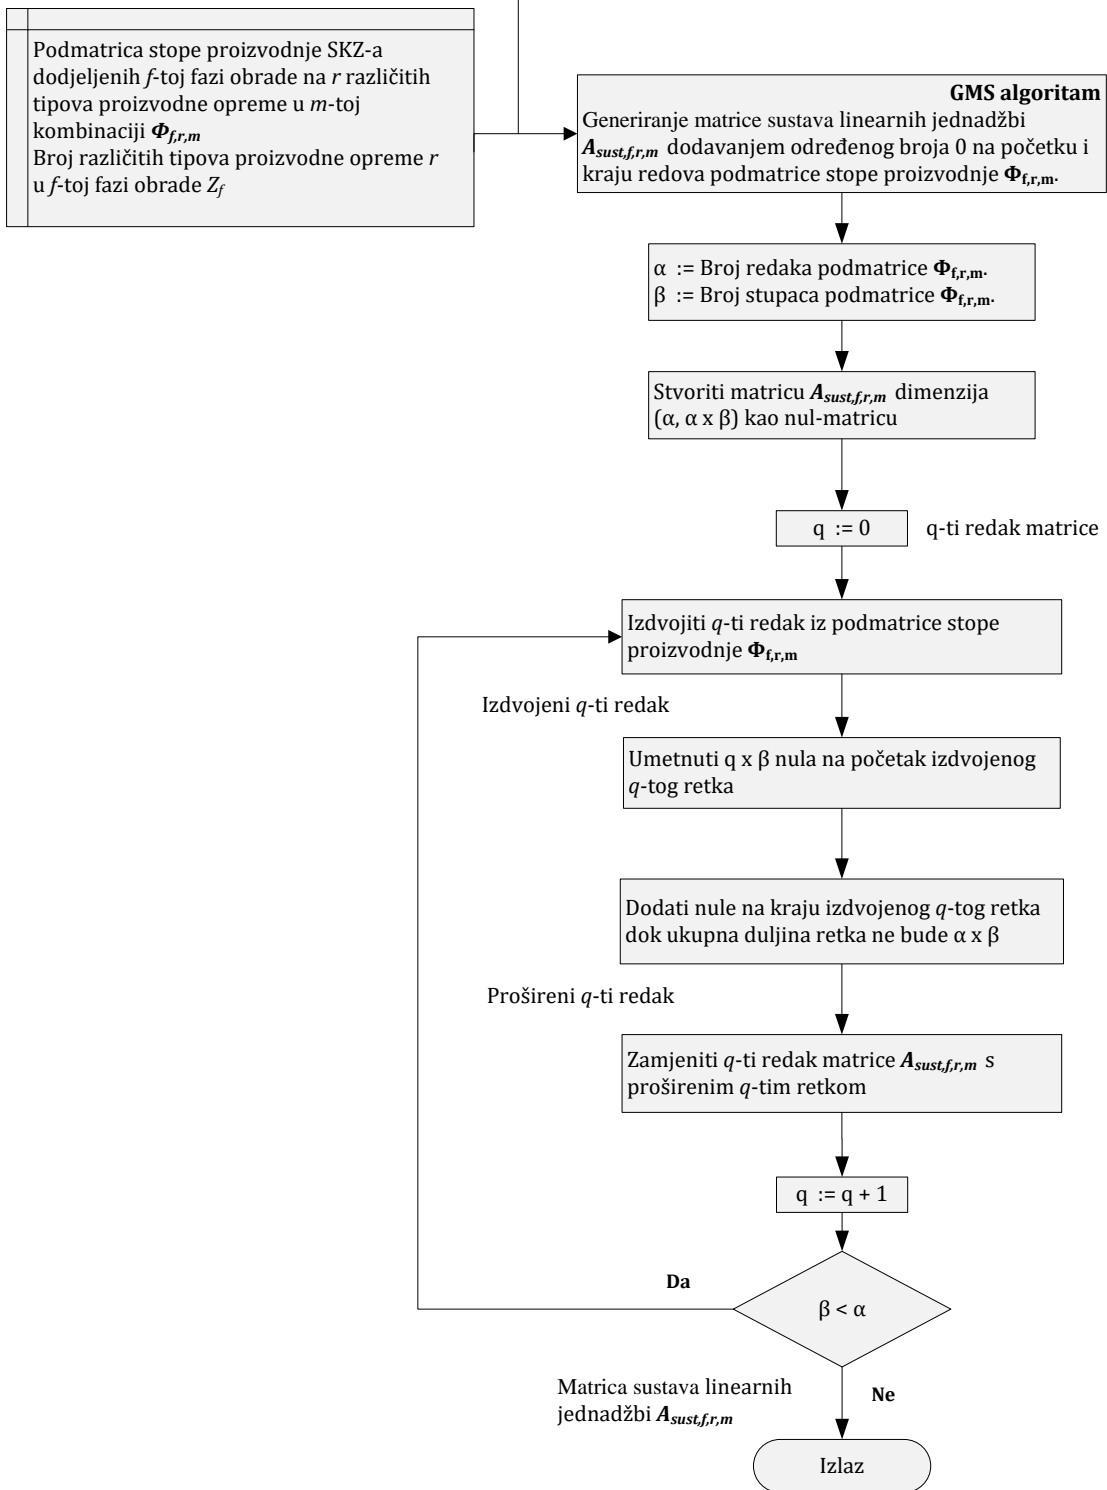 Podmatrica stope proizvodnje SKZ-a
dodjeljenih f-toj fazi obrade na r različitih
tipova proizvodne opreme u m-toj
kombinaciji Φf,r,m
Broj različitih tipova proizvodne opreme r
u f-toj fazi obrade Zf
GMS algoritam
Generiranje matrice sustava linearnih jednadžbi
Asust,f,r,m dodavanjem određenog broja 0 na početku i
kraju redova podmatrice stope proizvodnje Φf,r,m.
α := Broj redaka podmatrice Φf,r,m.
β := Broj stupaca podmatrice Φf,r,m.
Stvoriti matricu Asust,f,r,m dimenzija
(α, α x β) kao nul-matricu
q := 0
q-ti redak matrice
Izdvojiti q-ti redak iz podmatrice stope
proizvodnje Φf,r,m
Izdvojeni q-ti redak
Umetnuti q x β nula na početak izdvojenog
q-tog retka
Dodati nule na kraju izdvojenog q-tog retka
dok ukupna duljina retka ne bude α x β
Prošireni q-ti redak
Zamjeniti q-ti redak matrice Asust,f,r,m s
proširenim q-tim retkom
q := q + 1
Da
β < α
Matrica sustava linearnih
jednadžbi Asust,f,r,m
Ne
Izlaz